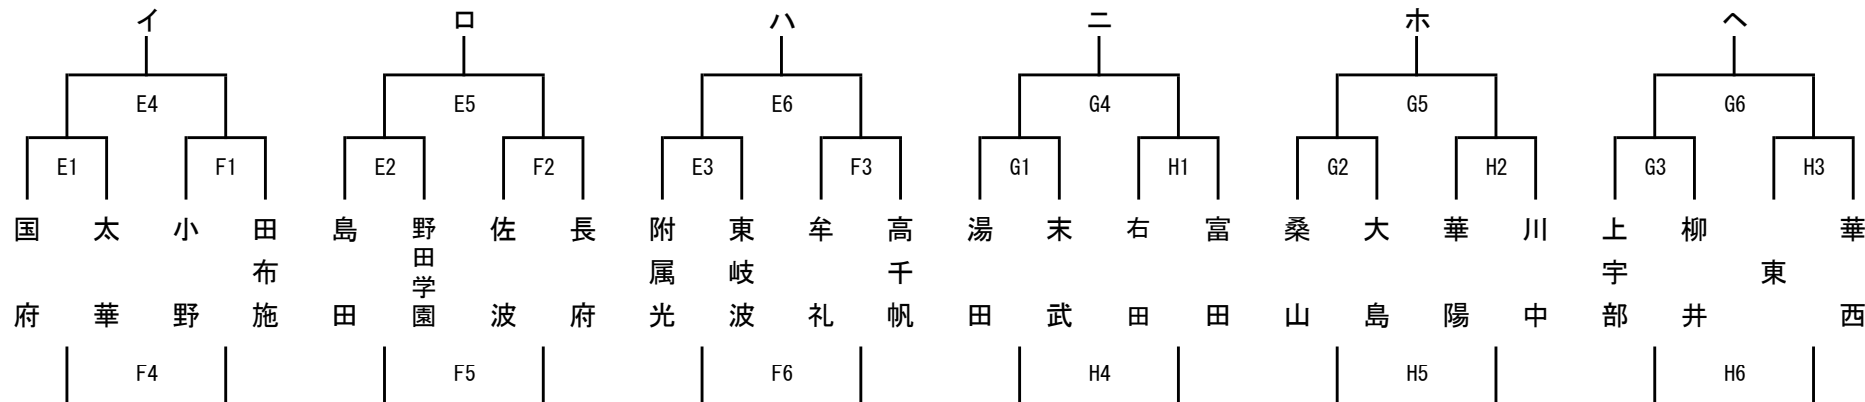 イ ロ ハ ニ ホ ヘ
E4 E5 E6 G4 G5 G6
E1 F1 E2 F2 E3 F3 G1 H1 G2 H2 G3 H3
国府 太華 小野 田布施 島田 野田学園 佐波 長府 附属光 東岐波 牟礼 高千帆 湯田 末武 右田 富田 桑山 大島 華陽 川中 上宇部 柳井 東 華西
F4 F5 F6 H4 H5 H6